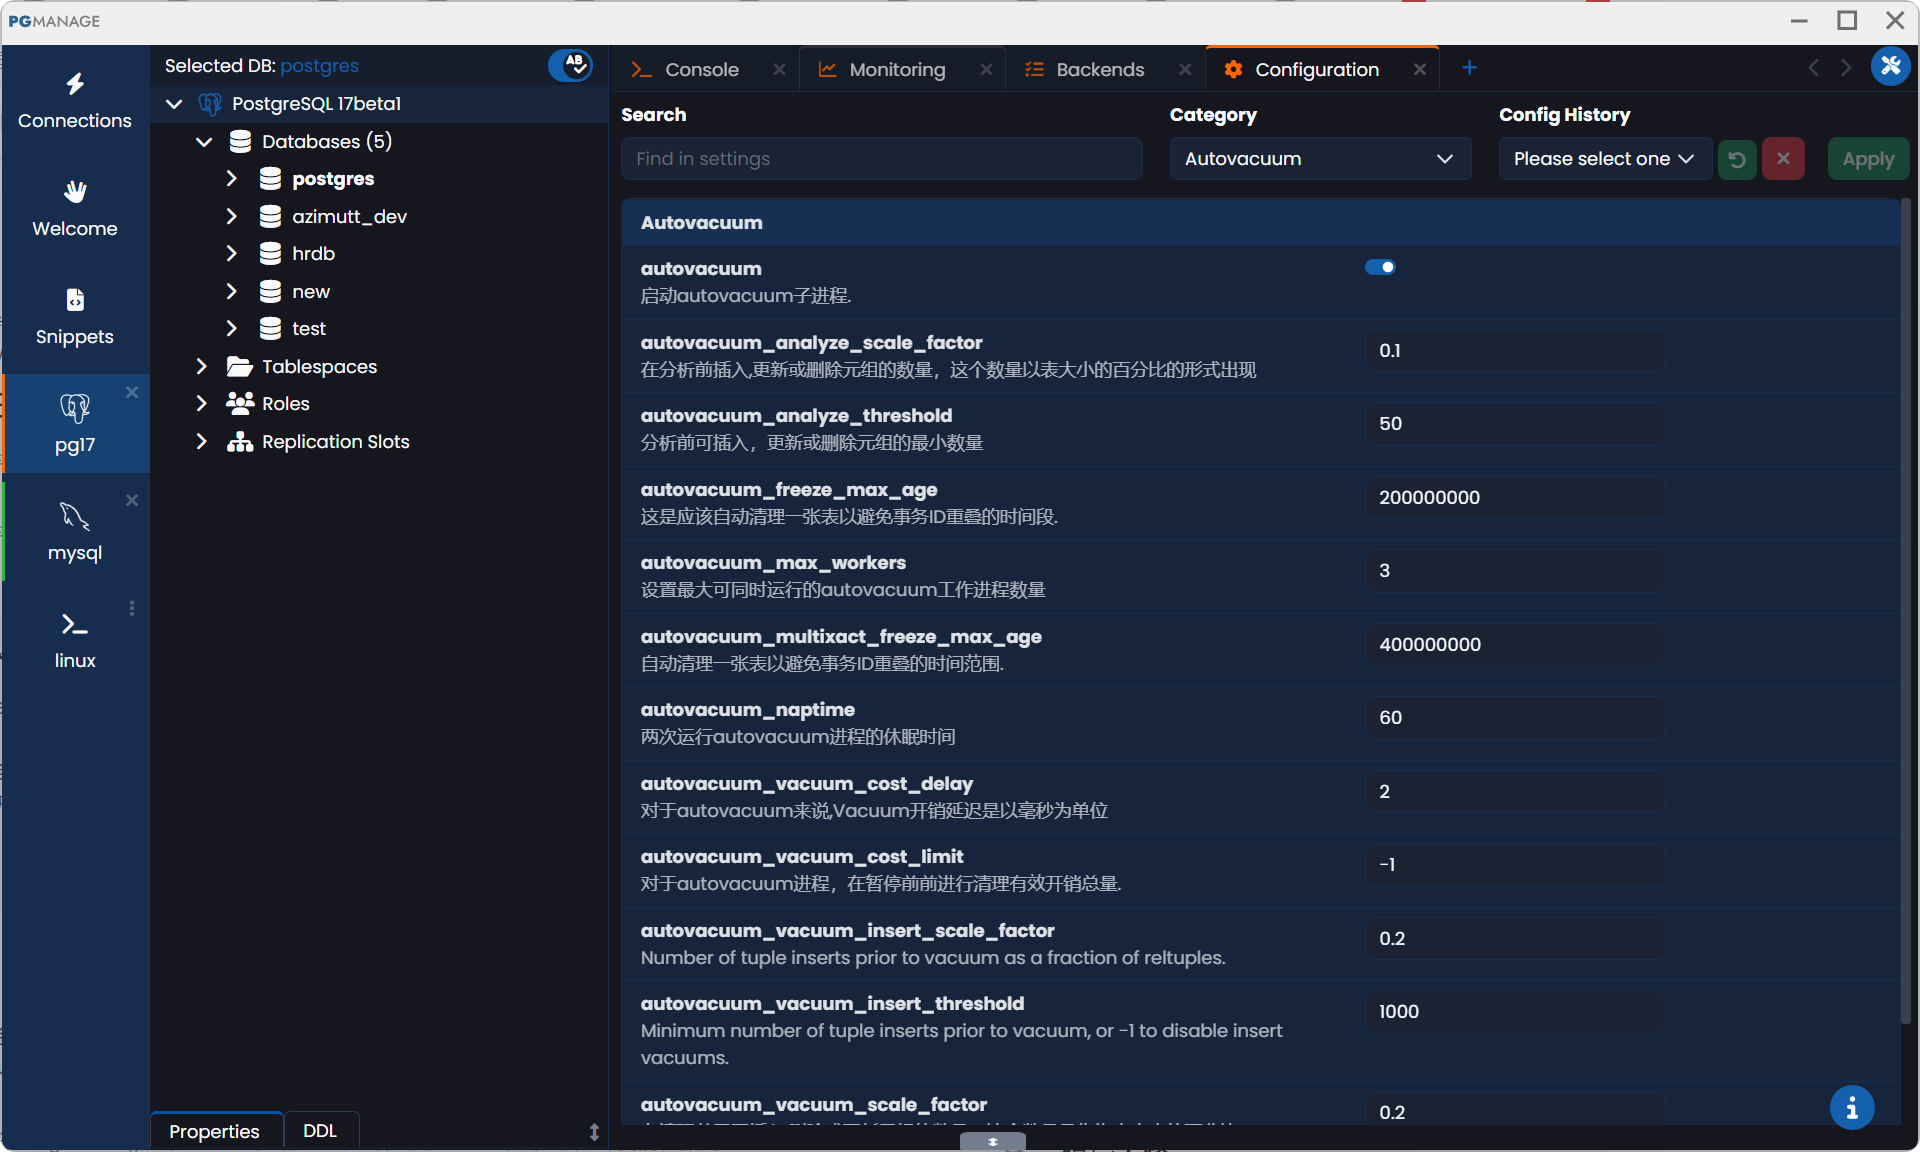 PGMANAGE
Connections
Welcome
Snippets
pg17
mysql
linux
Selected DB: postgres
AB
PostgreSQL 17beta1
Databases (5)
postgres
azimutt_dev
hrdb
new
test
Tablespaces
Roles
Replication Slots
Properties
DDL
Console
Monitoring
Backends
Configuration
Search
Find in settings
Category
Autovacuum
Config History
Please select one
Apply
Autovacuum
autovacuum
启动autovacuum子进程.
autovacuum_analyze_scale_factor
在分析前插入,更新或删除元组的数量，这个数量以表大小的百分比的形式出现
0.1
autovacuum_analyze_threshold
分析前可插入，更新或删除元组的最小数量
50
autovacuum_freeze_max_age
这是应该自动清理一张表以避免事务ID重叠的时间段.
200000000
autovacuum_max_workers
设置最大可同时运行的autovacuum工作进程数量
3
autovacuum_multixact_freeze_max_age
自动清理一张表以避免事务ID重叠的时间范围.
400000000
autovacuum_naptime
两次运行autovacuum进程的休眠时间
60
autovacuum_vacuum_cost_delay
对于autovacuum来说,Vacuum开销延迟是以毫秒为单位
2
autovacuum_vacuum_cost_limit
对于autovacuum进程，在暂停前前进行清理有效开销总量.
-1
autovacuum_vacuum_insert_scale_factor
Number of tuple inserts prior to vacuum as a fraction of reltuples.
0.2
autovacuum_vacuum_insert_threshold
Minimum number of tuple inserts prior to vacuum, or -1 to disable insert
vacuums.
1000
autovacuum_vacuum_scale_factor
0.2